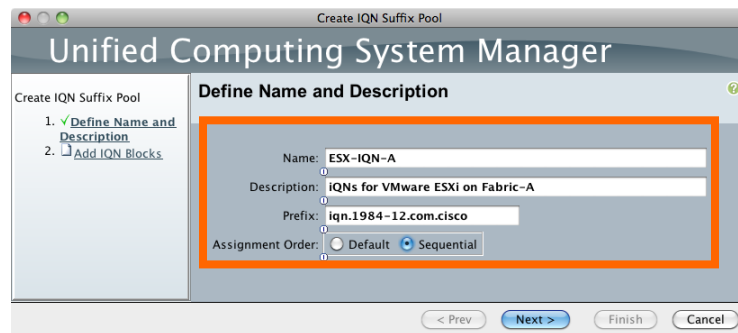 Create IQN Suffix Pool
Unified Computing System Manager
Create IQN Suffix Pool
1. √Define Name and
Description
2. Add IQN Blocks
Define Name and Description
Name: ESX-IQN-A
Description: iQNs for VMware ESXi on Fabric-A
Prefix: iqn.1984-12.com.cisco
Assignment Order: Default Sequential
< Prev Next > Finish Cancel